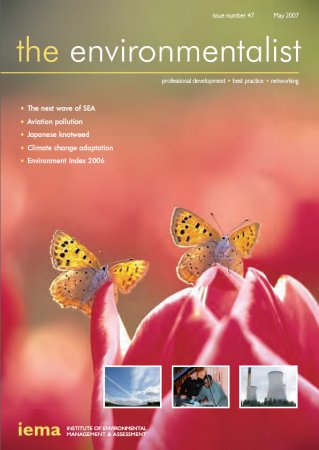 issue number 47 May 2007
the environmentalist
professional development • best practice • networking
• The next wave of SEA
• Aviation pollution
• Japanese knotweed
• Climate change adaptation
• Environment Index 2006
iema INSTITUTE OF ENVIRONMENTAL
MANAGEMENT & ASSESSMENT